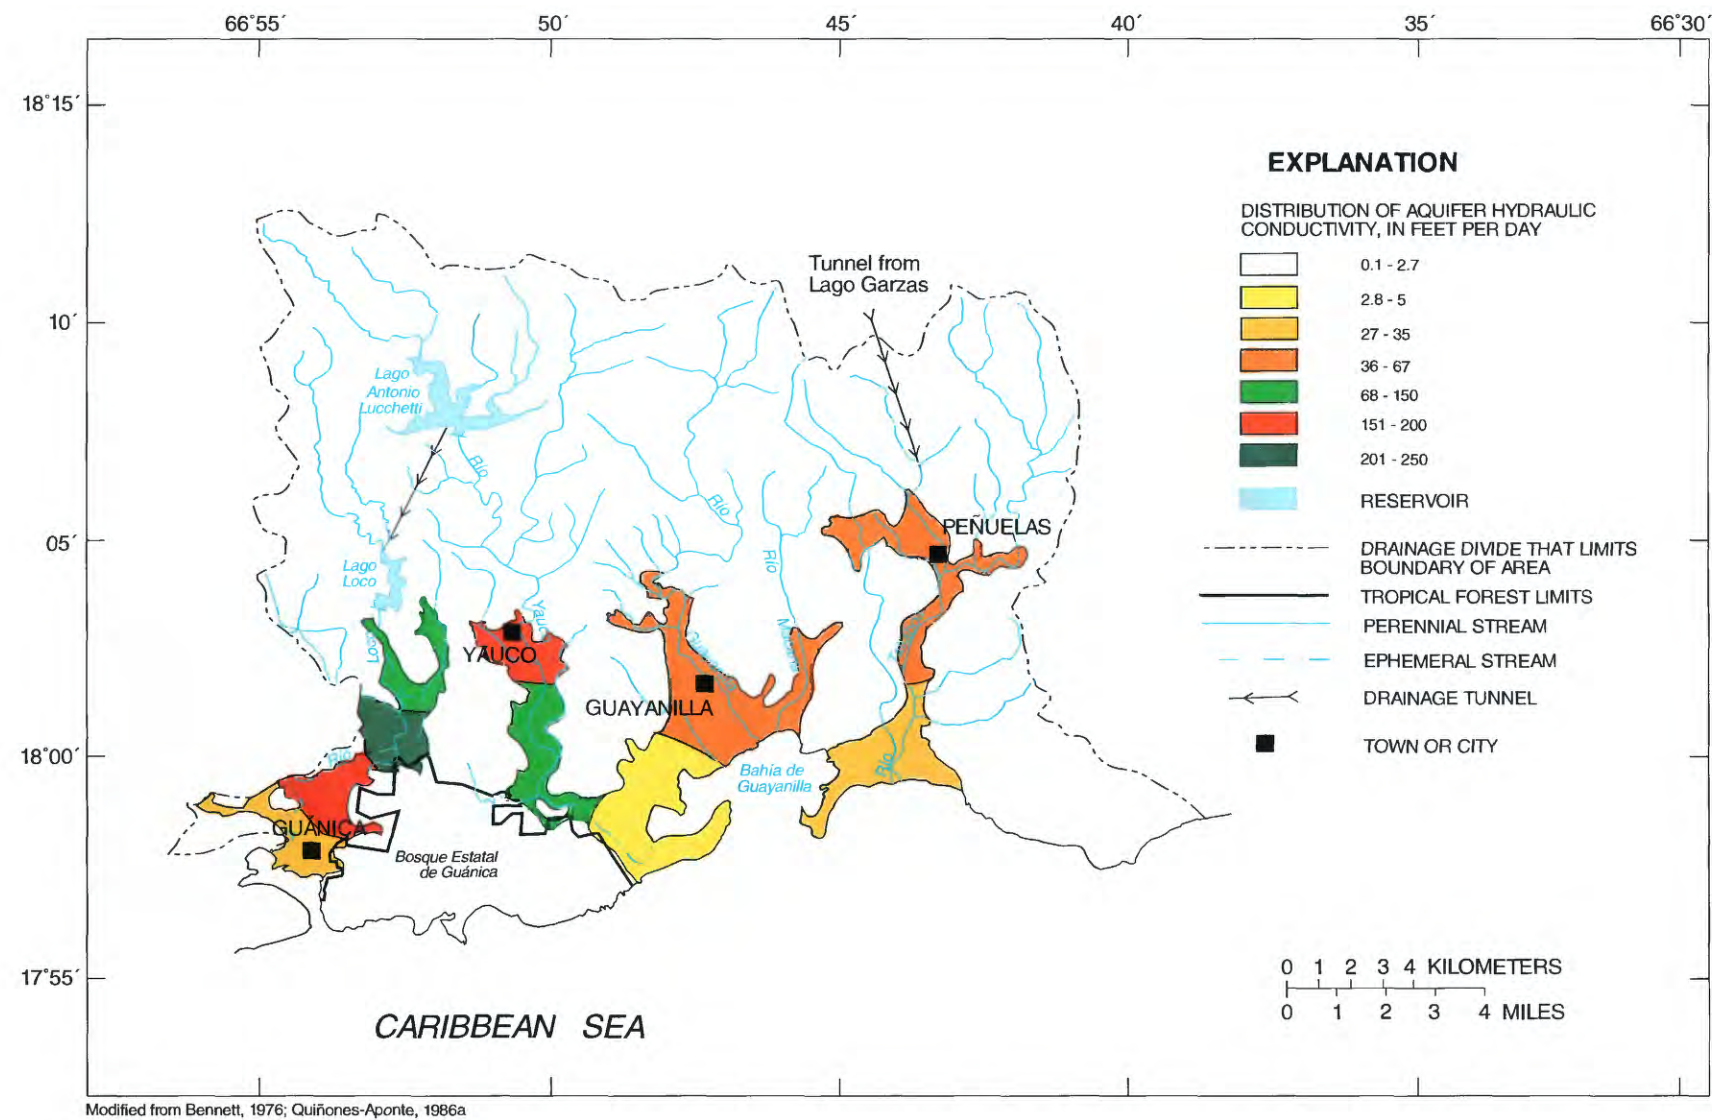 66°55´ 50´ 45´ 40´ 35´ 66°30´
18°15´
10´
05´
18°00´
17°55´
Tunnel from
Lago Garzas
Lago
Antonio
Lucchetti
Río
Río
Río
PEÑUELAS
Lago
Loco
Yauco
Loco
YAUCO
Guayanilla
Macaná
GUAYANILLA
Río
Río
Bahía de
Guayanilla
GUÁNICA
Bosque Estatal
de Guánica
CARIBBEAN SEA
EXPLANATION
DISTRIBUTION OF AQUIFER HYDRAULIC
CONDUCTIVITY, IN FEET PER DAY
0.1 - 2.7
2.8 - 5
27 - 35
36 - 67
68 - 150
151 - 200
201 - 250
RESERVOIR
DRAINAGE DIVIDE THAT LIMITS
BOUNDARY OF AREA
TROPICAL FOREST LIMITS
PERENNIAL STREAM
EPHEMERAL STREAM
DRAINAGE TUNNEL
TOWN OR CITY
0 1 2 3 4 KILOMETERS
0 1 2 3 4 MILES
Modified from Bennett, 1976; Quiñones-Aponte, 1986a